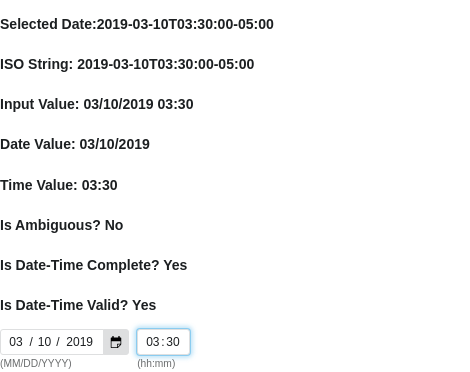 Selected Date:2019-03-10T03:30:00-05:00
ISO String: 2019-03-10T03:30:00-05:00
Input Value: 03/10/2019 03:30
Date Value: 03/10/2019
Time Value: 03:30
Is Ambiguous? No
Is Date-Time Complete? Yes
Is Date-Time Valid? Yes
03 / 10 / 2019 03:30
(MM/DD/YYYY) (hh:mm)